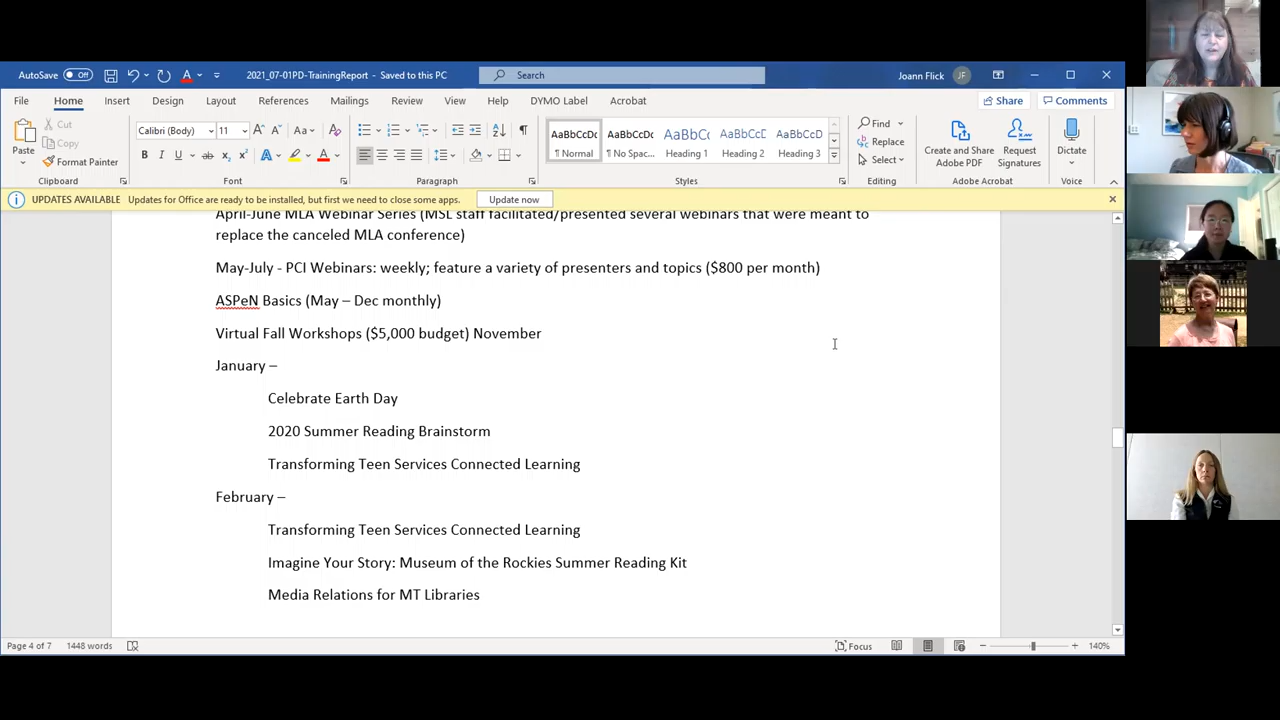 AutoSave Off
2021_07-01PD-TrainingReport - Saved to this PC
Search
Joann Flick JF
File Home Insert Design Layout References Mailings Review View Help DYMO Label Acrobat
Share Comments
Paste
Cut
Copy
Format Painter
Calibri (Body) 11
AaBbCcDc AaBbCcDc AaBbCc AaBbCcD AaBbCcD
¶ Normal ¶ No Spac... Heading 1 Heading 2 Heading 3
Find
Replace
Select
Create and Share
Adobe PDF
Request
Signatures
Dictate
Clipboard Font Paragraph Styles Editing Adobe Acrobat Voice
UPDATES AVAILABLE Updates for Office are ready to be installed, but first we need to close some apps. Update now
April-June MLA Webinar Series (MSL staff facilitated/presented several webinars that were meant to
replace the canceled MLA conference)
May-July - PCI Webinars: weekly; feature a variety of presenters and topics ($800 per month)
ASPeN Basics (May – Dec monthly)
Virtual Fall Workshops ($5,000 budget) November
January –
Celebrate Earth Day
2020 Summer Reading Brainstorm
Transforming Teen Services Connected Learning
February –
Transforming Teen Services Connected Learning
Imagine Your Story: Museum of the Rockies Summer Reading Kit
Media Relations for MT Libraries
Page 4 of 7 1448 words
Focus
140%